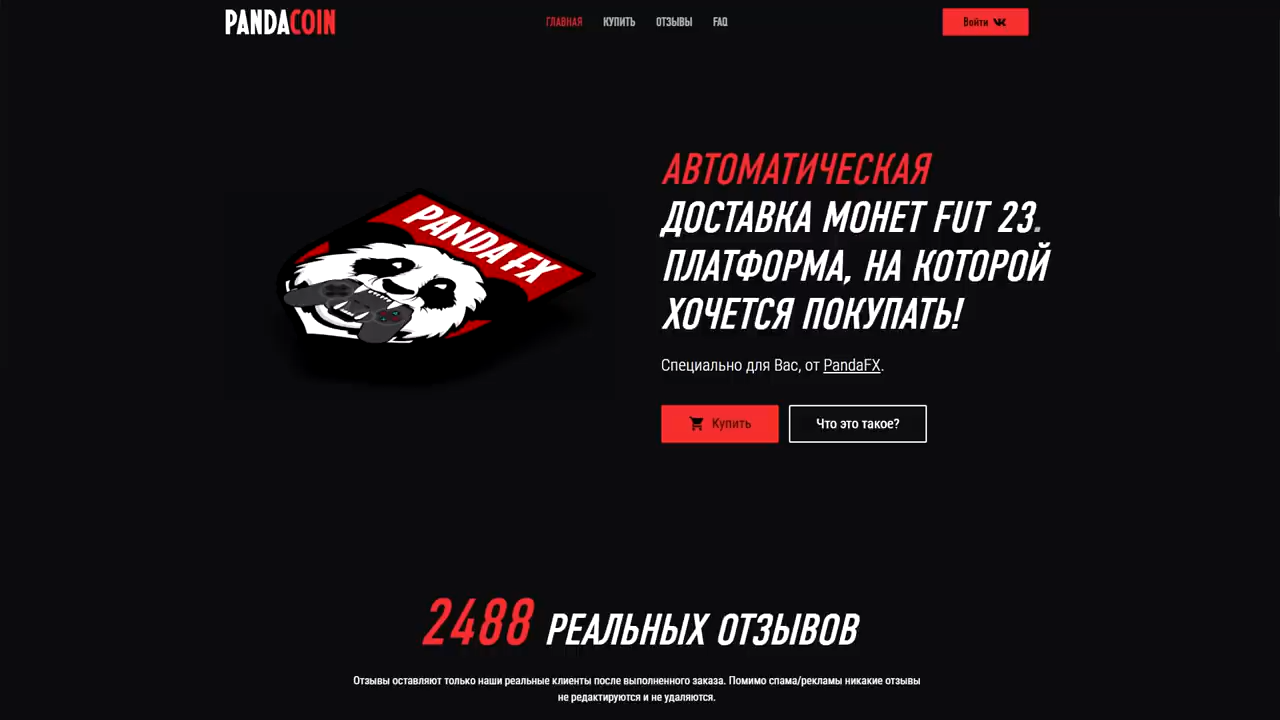 PANDACOIN
ГЛАВНАЯ КУПИТЬ ОТЗЫВЫ FAQ
Войти
PANDA FX
АВТОМАТИЧЕСКАЯ
ДОСТАВКА МОНЕТ FUT 23.
ПЛАТФОРМА, НА КОТОРОЙ
ХОЧЕТСЯ ПОКУПАТЬ!
Специально для Вас, от PandaFX.
Купить
Что это такое?
2488 РЕАЛЬНЫХ ОТЗЫВОВ
Отзывы оставляют только наши реальные клиенты после выполненного заказа. Помимо спама/рекламы никакие отзывы
не редактируются и не удаляются.